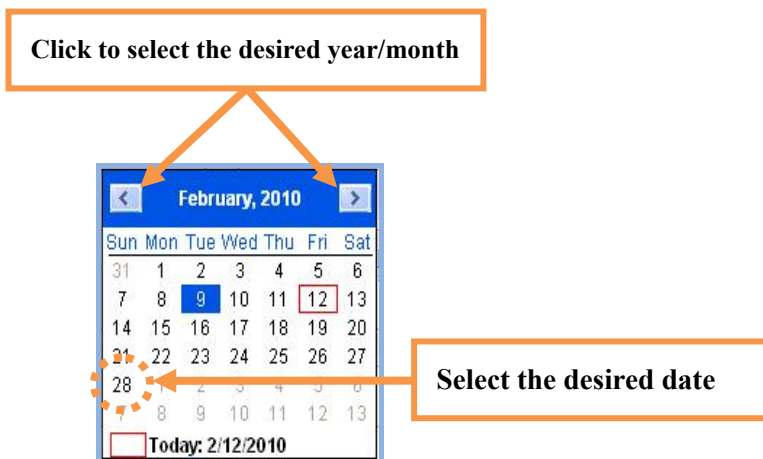 Click to select the desired year/month
February, 2010
Sun Mon Tue Wed Thu Fri Sat
31 1 2 3 4 5 6
7 8 9 10 11 12 13
14 15 16 17 18 19 20
21 22 23 24 25 26 27
28 1 2 3 4 5 6
7 8 9 10 11 12 13
Today: 2/12/2010
Select the desired date